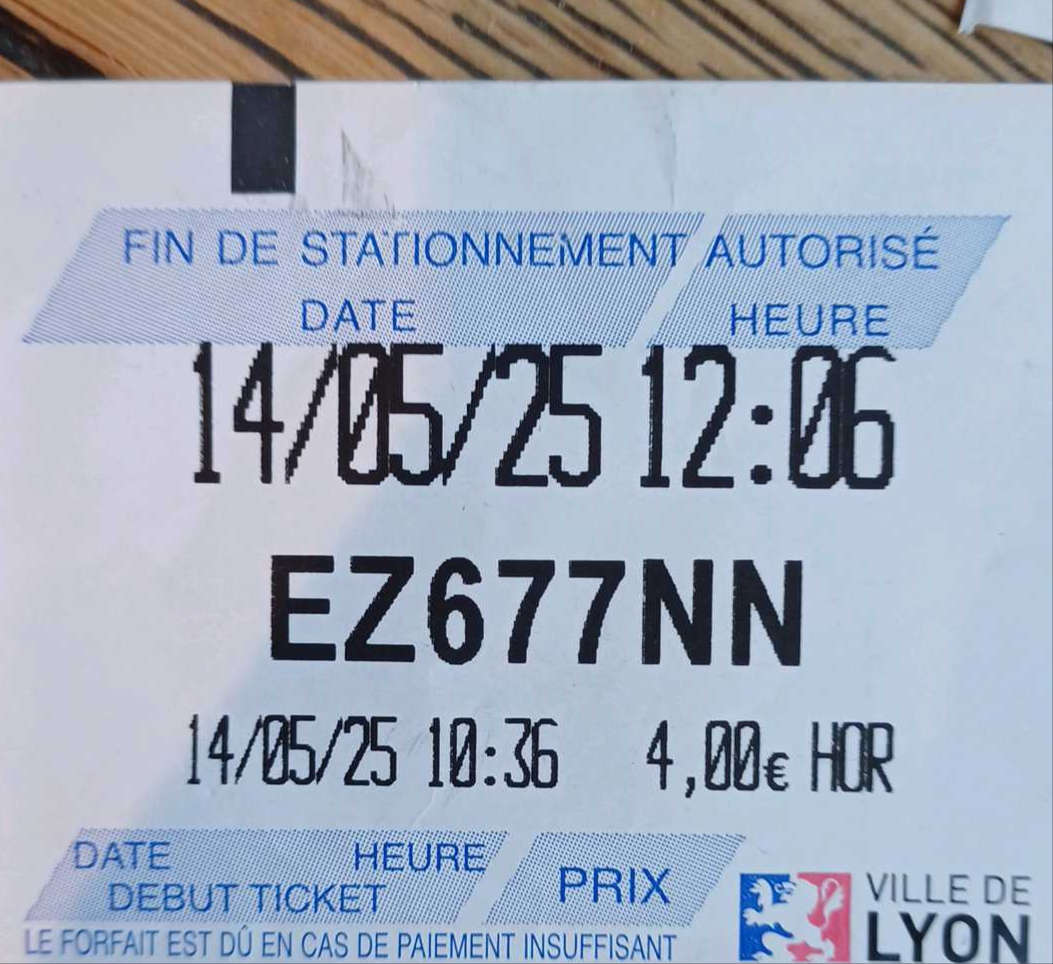 FIN DE STATIONNEMENT AUTORISÉ
DATE HEURE
14/05/25 12:06
EZ677NN
14/05/25 10:36 4,00€ HOR
DATE HEURE
DEBUT TICKET
PRIX
LE FORFAIT EST DÛ EN CAS DE PAIEMENT INSUFFISANT
VILLE DE
LYON